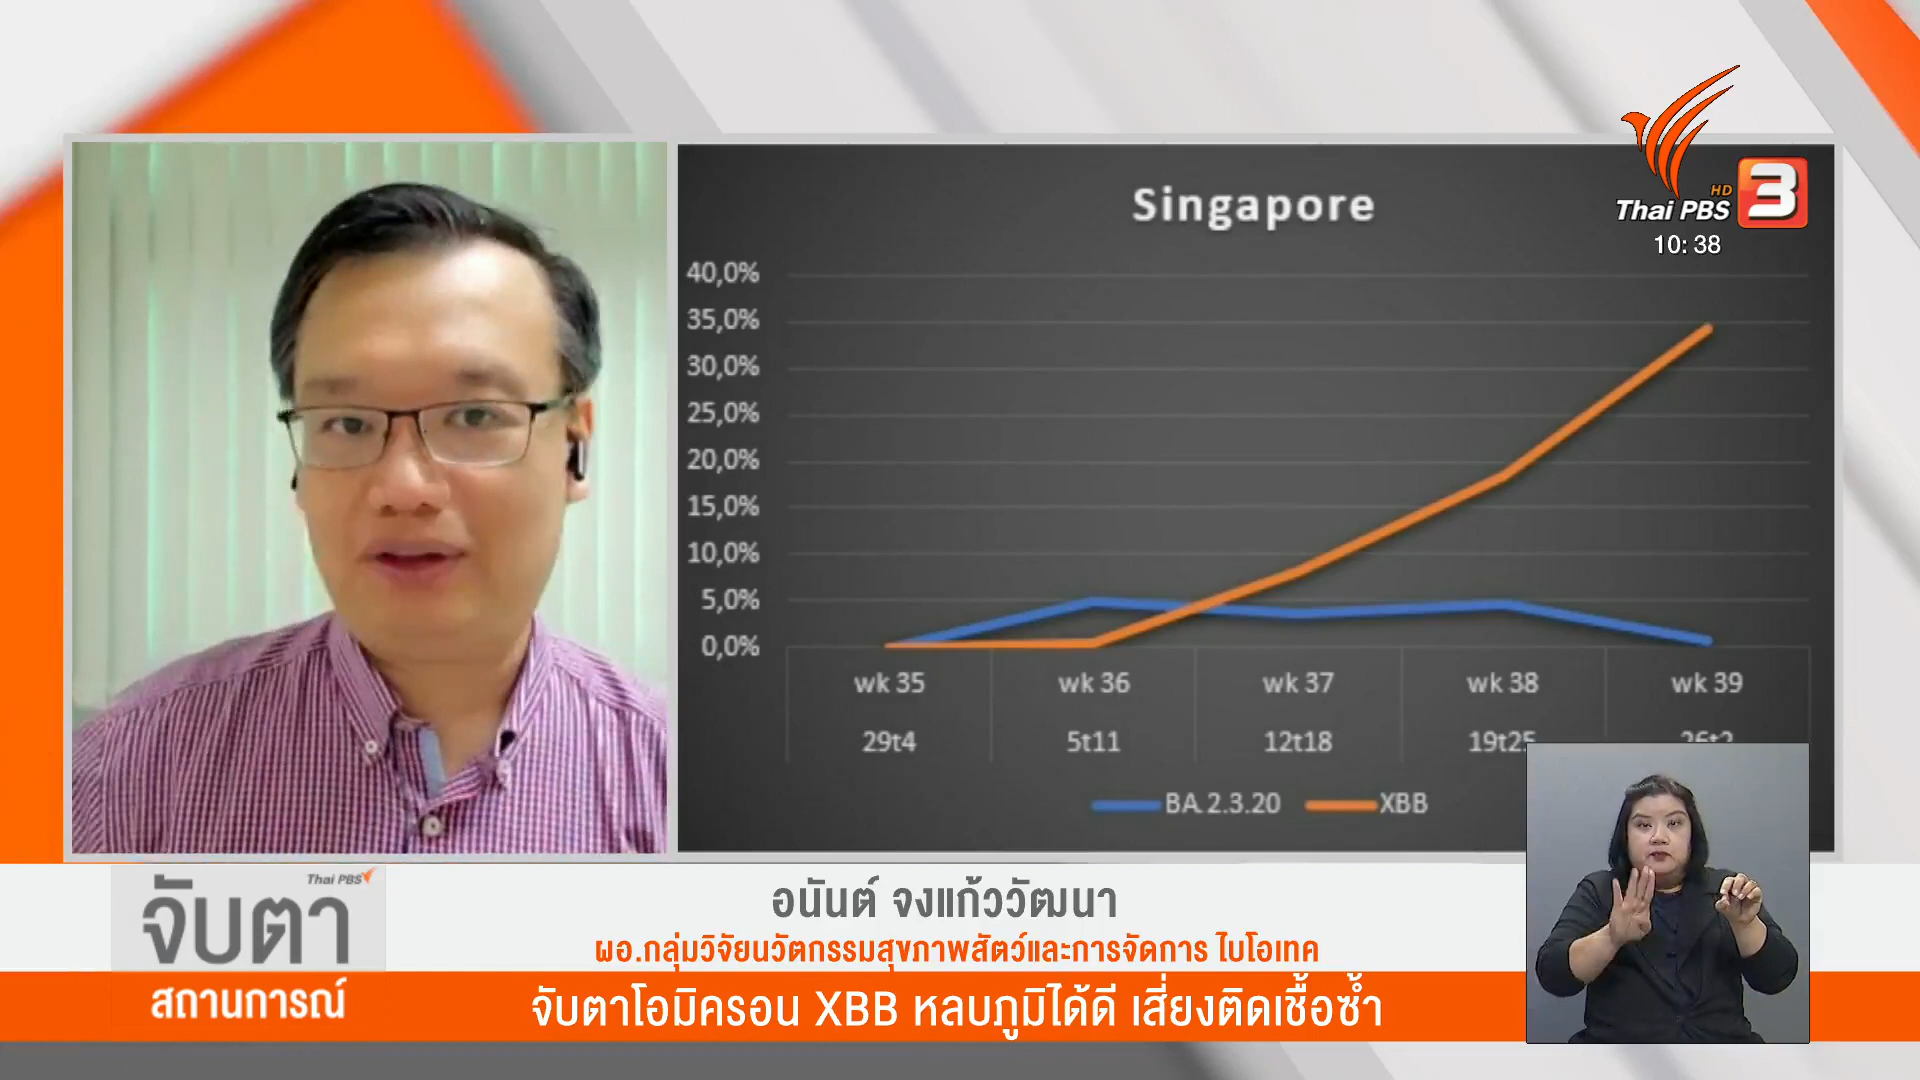 Singapore
Thai PBS HD 3
10: 38
40,0%
35,0%
30,0%
25,0%
20,0%
15,0%
10,0%
5,0%
0,0%
wk 35 wk 36 wk 37 wk 38 wk 39
29t4 5t11 12t18 19t25 26t2
BA.2.3.20 XBB
Thai PBS
จับตา
สถานการณ์
อนันต์ จงแก้ววัฒนา
ผอ.กลุ่มวิจัยนวัตกรรมสุขภาพสัตว์และการจัดการ ไบโอเทค
จับตาโอมิครอน XBB หลบภูมิได้ดี เสี่ยงติดเชื้อซ้ำ